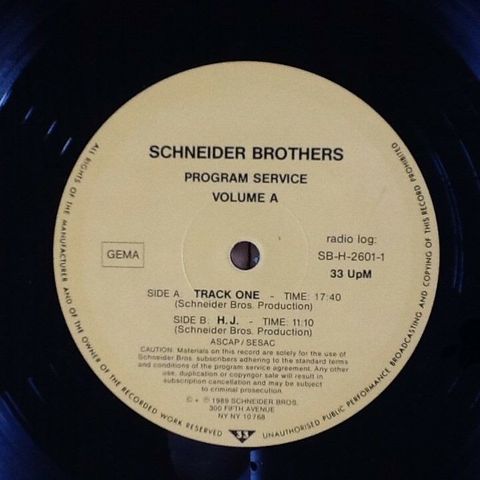 SCHNEIDER BROTHERS
PROGRAM SERVICE
VOLUME A
GEMA
radio log:
SB-H-2601-1
33 UpM
SIDE A: TRACK ONE - TIME: 17:40
(Schneider Bros. Production)
SIDE B: H. J. - TIME: 11:10
(Schneider Bros. Production)
ASCAP/SESAC
CAUTION: Materials on this record are solely for the use of
Schneider Bros. subscribers adhering to the standard terms
and conditions of the program service agreement. Any other
use, duplication or copyngor sale will result in
subscription cancellation and may be subject
to criminal prosecution.
© + ℗ 1989 SCHNEIDER BROS.
300 FIFTH AVENUE
NY NY 10768
ALL RIGHTS OF THE MANUFACTURER AND OF THE OWNER OF THE RECORDED WORK RESERVED
33
UNAUTHORISED PUBLIC PERFORMANCE BROADCASTING AND COPYING OF THIS RECORD PROHIBITED